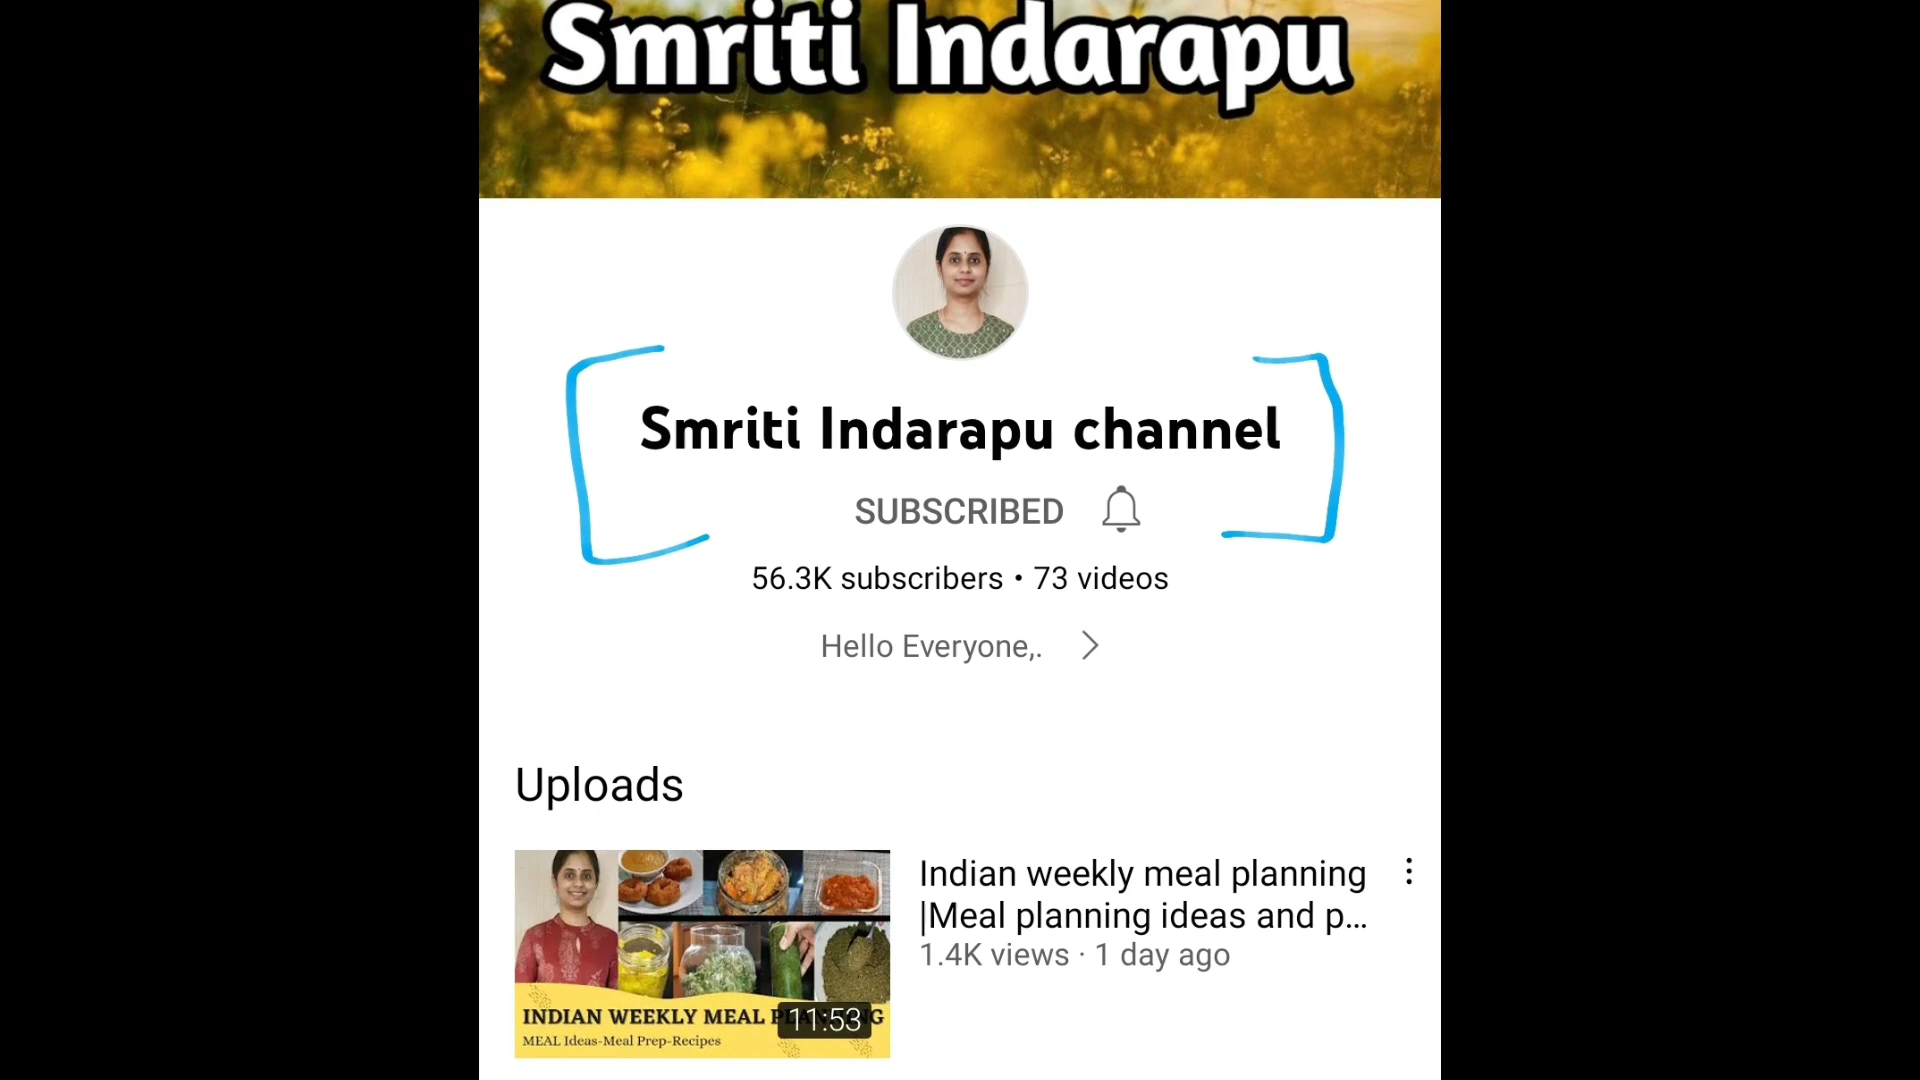 Smriti Indarapu
Smriti Indarapu channel
SUBSCRIBED
56.3K subscribers • 73 videos
Hello Everyone,.
Uploads
Indian weekly meal planning
|Meal planning ideas and p...
1.4K views · 1 day ago
INDIAN WEEKLY MEAL
11:53
MEAL Ideas-Meal Prep-Recipes